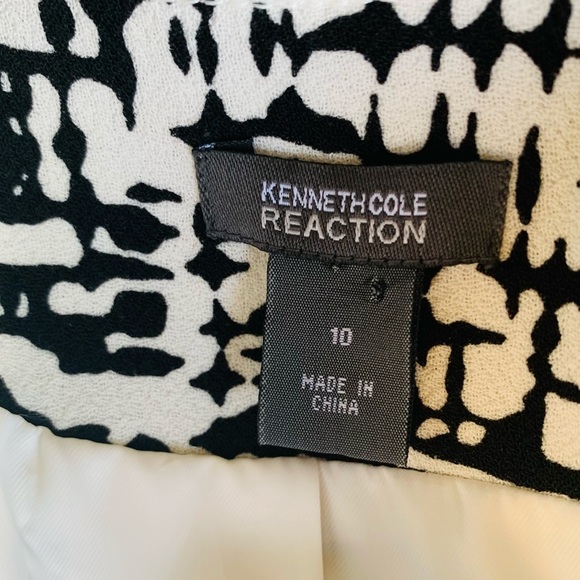 KENNETH COLE
REACTION
10
MADE IN
CHINA